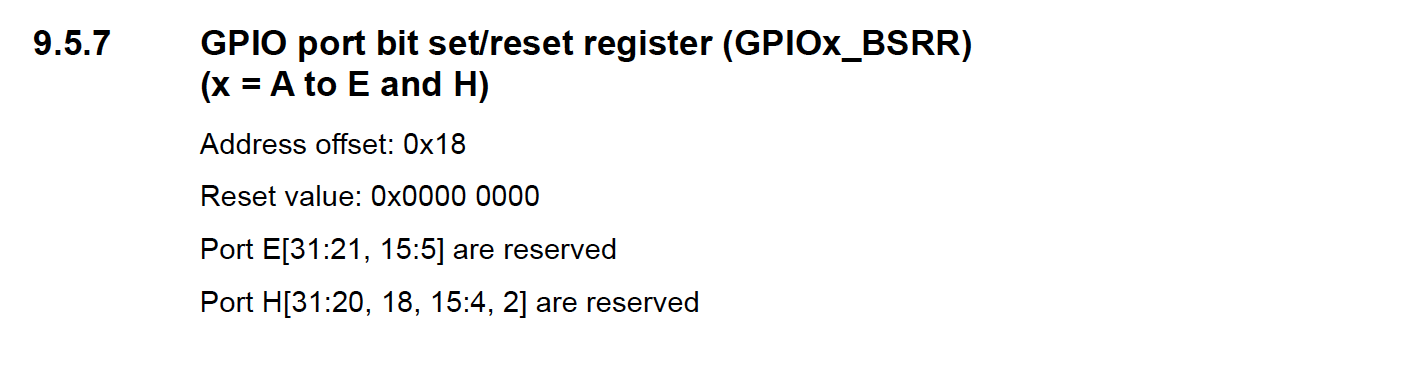 9.5.7 GPIO port bit set/reset register (GPIOx_BSRR)
(x = A to E and H)
Address offset: 0x18
Reset value: 0x0000 0000
Port E[31:21, 15:5] are reserved
Port H[31:20, 18, 15:4, 2] are reserved